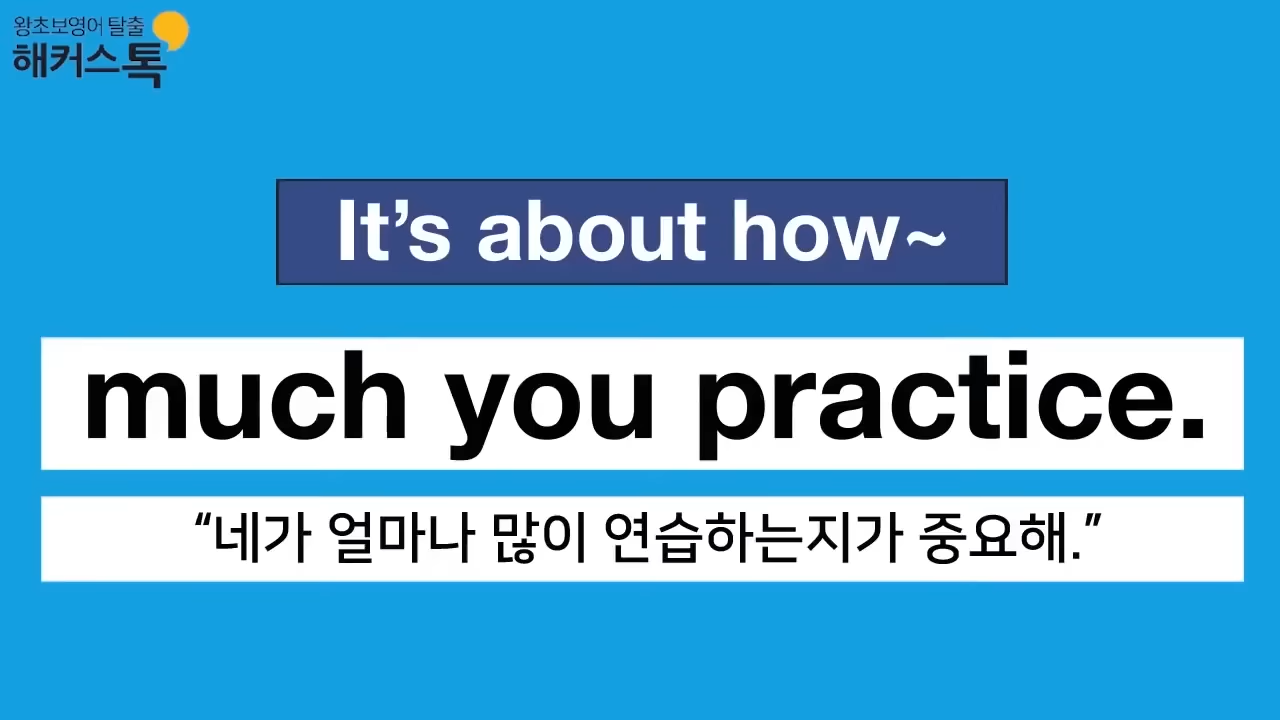 왕초보영어 탈출
해커스톡
It’s about how~
much you practice.
“네가 얼마나 많이 연습하는지가 중요해.”